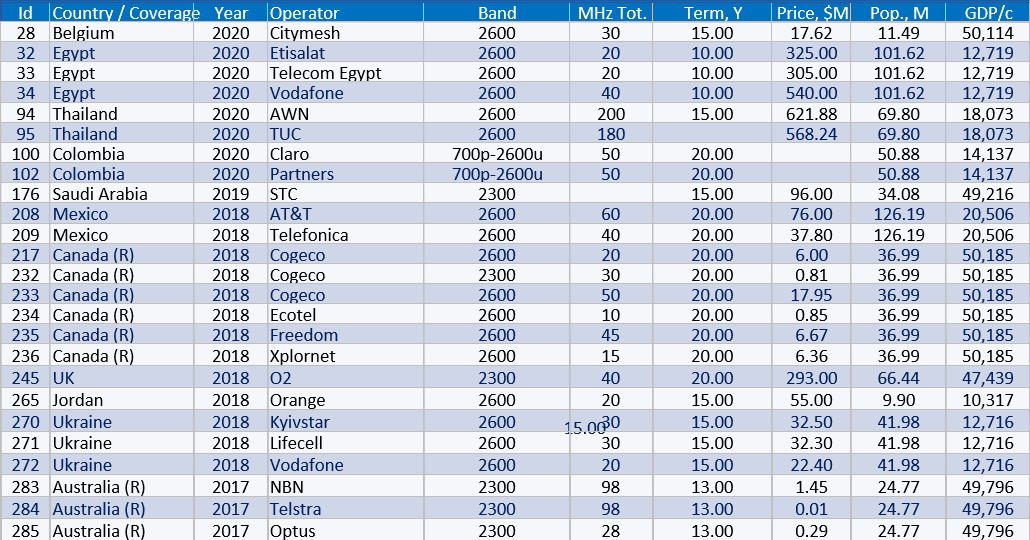 Id Country / Coverage Year Operator Band MHz Tot. Term, Y Price, $M Pop., M GDP/c
28 Belgium 2020 Citymesh 2600 30 15.00 17.62 11.49 50,114
32 Egypt 2020 Etisalat 2600 20 10.00 325.00 101.62 12,719
33 Egypt 2020 Telecom Egypt 2600 20 10.00 305.00 101.62 12,719
34 Egypt 2020 Vodafone 2600 40 10.00 540.00 101.62 12,719
94 Thailand 2020 AWN 2600 200 15.00 621.88 69.80 18,073
95 Thailand 2020 TUC 2600 180 568.24 69.80 18,073
100 Colombia 2020 Claro 700p-2600u 50 20.00 50.88 14,137
102 Colombia 2020 Partners 700p-2600u 50 20.00 50.88 14,137
176 Saudi Arabia 2019 STC 2300 15.00 96.00 34.08 49,216
208 Mexico 2018 AT&T 2600 60 20.00 76.00 126.19 20,506
209 Mexico 2018 Telefonica 2600 40 20.00 37.80 126.19 20,506
217 Canada (R) 2018 Cogeco 2600 20 20.00 6.00 36.99 50,185
232 Canada (R) 2018 Cogeco 2300 30 20.00 0.81 36.99 50,185
233 Canada (R) 2018 Cogeco 2600 50 20.00 17.95 36.99 50,185
234 Canada (R) 2018 Ecotel 2600 10 20.00 0.85 36.99 50,185
235 Canada (R) 2018 Freedom 2600 45 20.00 6.67 36.99 50,185
236 Canada (R) 2018 Xplornet 2600 15 20.00 6.36 36.99 50,185
245 UK 2018 O2 2300 40 20.00 293.00 66.44 47,439
265 Jordan 2018 Orange 2600 20 15.00 55.00 9.90 10,317
270 Ukraine 2018 Kyivstar 2600 30 15.00 32.50 41.98 12,716
15.00
271 Ukraine 2018 Lifecell 2600 30 15.00 32.30 41.98 12,716
272 Ukraine 2018 Vodafone 2600 20 15.00 22.40 41.98 12,716
283 Australia (R) 2017 NBN 2300 98 13.00 1.45 24.77 49,796
284 Australia (R) 2017 Telstra 2300 98 13.00 0.01 24.77 49,796
285 Australia (R) 2017 Optus 2300 28 13.00 0.29 24.77 49,796